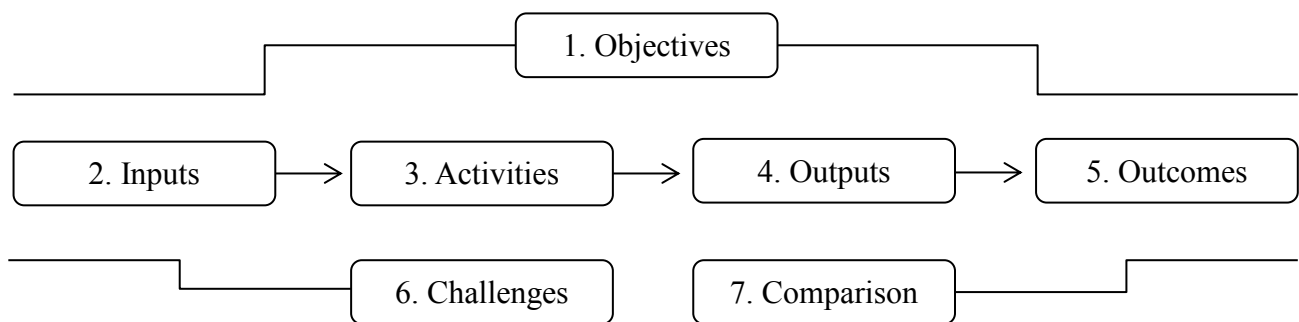 1. Objectives
2. Inputs
3. Activities
4. Outputs
5. Outcomes
6. Challenges
7. Comparison